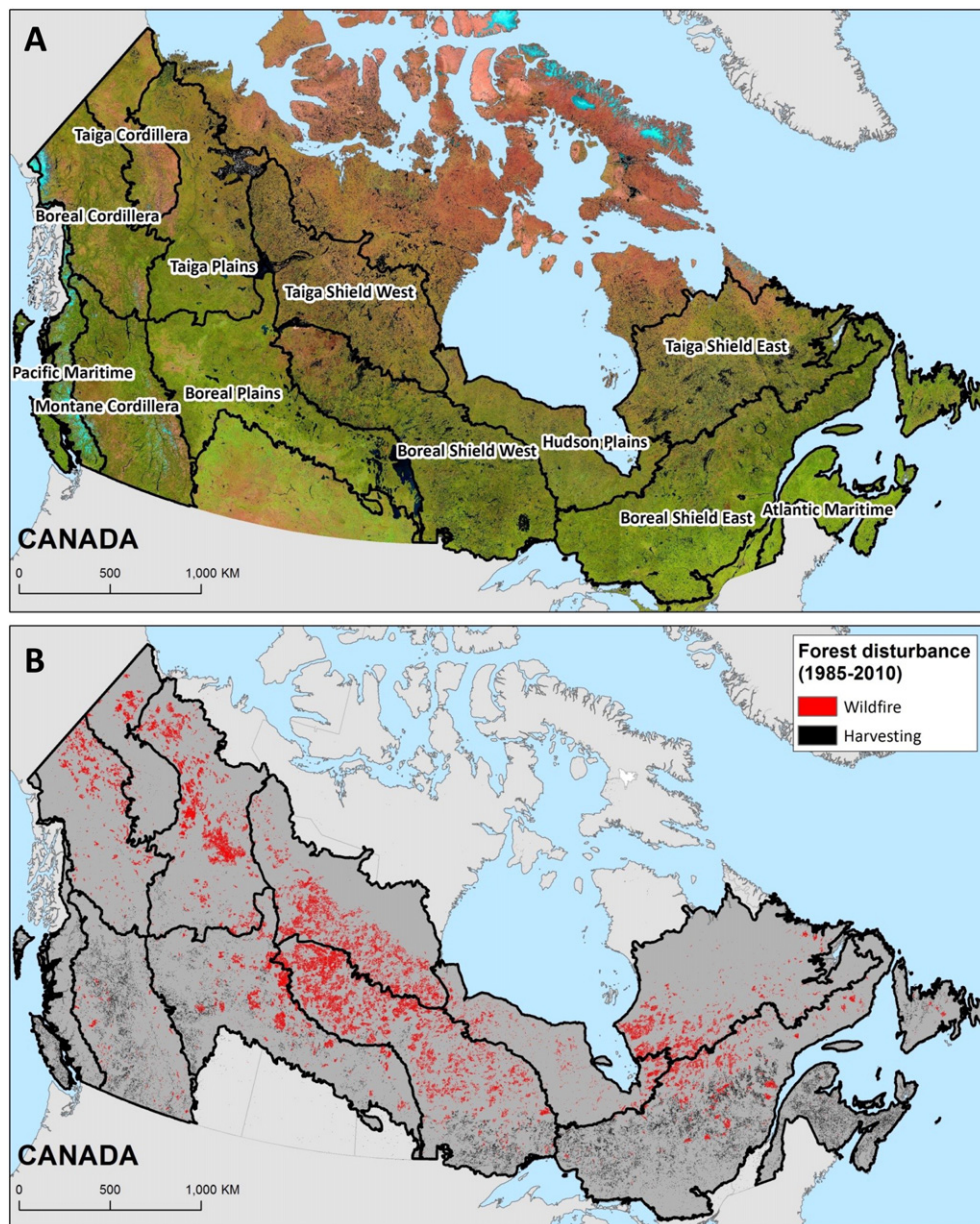 A
Taiga Cordillera
Boreal Cordillera
Taiga Plains
Taiga Shield West
Taiga Shield East
Pacific Maritime
Montane Cordillera
Boreal Plains
Boreal Shield West
Hudson Plains
Boreal Shield East
Atlantic Maritime
CANADA
0 500 1,000 KM
B
Forest disturbance
(1985-2010)
Wildfire
Harvesting
CANADA
0 500 1,000 KM